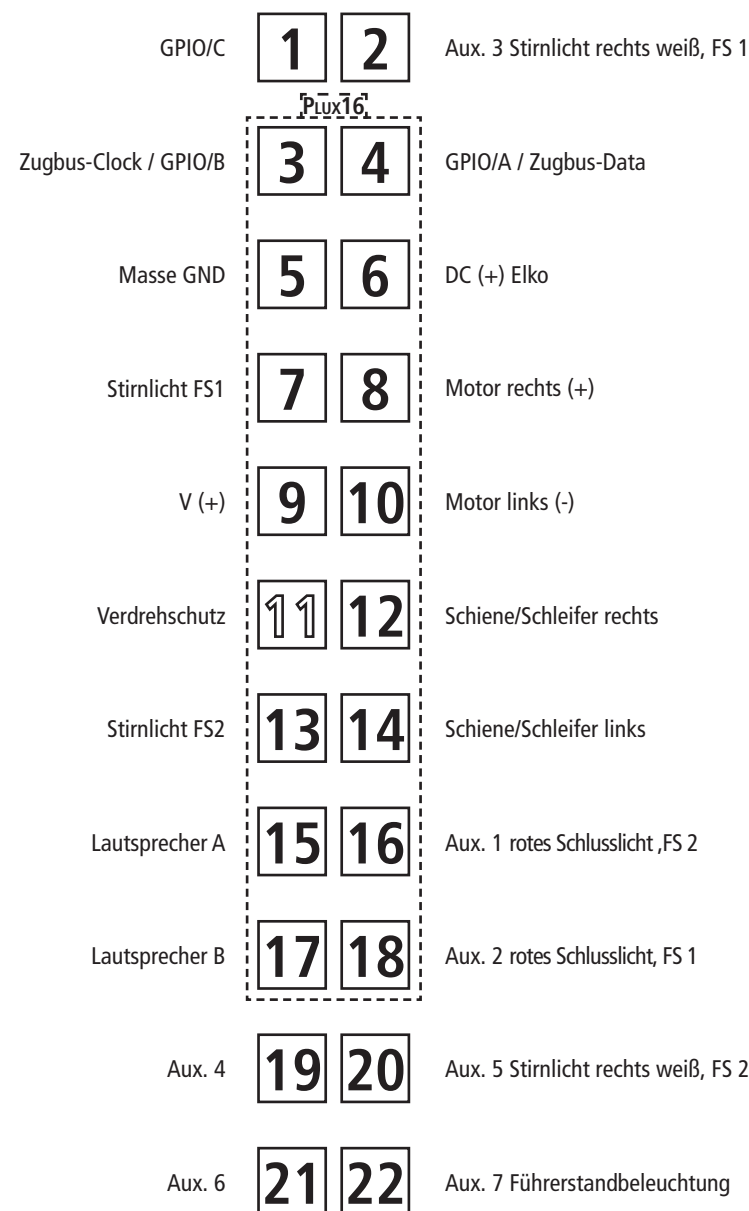 GPIO/C 1 2 Aux. 3 Stirnlicht rechts weiß, FS 1
PLUX16
Zugbus-Clock / GPIO/B 3 4 GPIO/A / Zugbus-Data
Masse GND 5 6 DC (+) Elko
Stirnlicht FS1 7 8 Motor rechts (+)
V (+) 9 10 Motor links (-)
Verdrehschutz 11 12 Schiene/Schleifer rechts
Stirnlicht FS2 13 14 Schiene/Schleifer links
Lautsprecher A 15 16 Aux. 1 rotes Schlusslicht ,FS 2
Lautsprecher B 17 18 Aux. 2 rotes Schlusslicht, FS 1
Aux. 4 19 20 Aux. 5 Stirnlicht rechts weiß, FS 2
Aux. 6 21 22 Aux. 7 Führerstandbeleuchtung